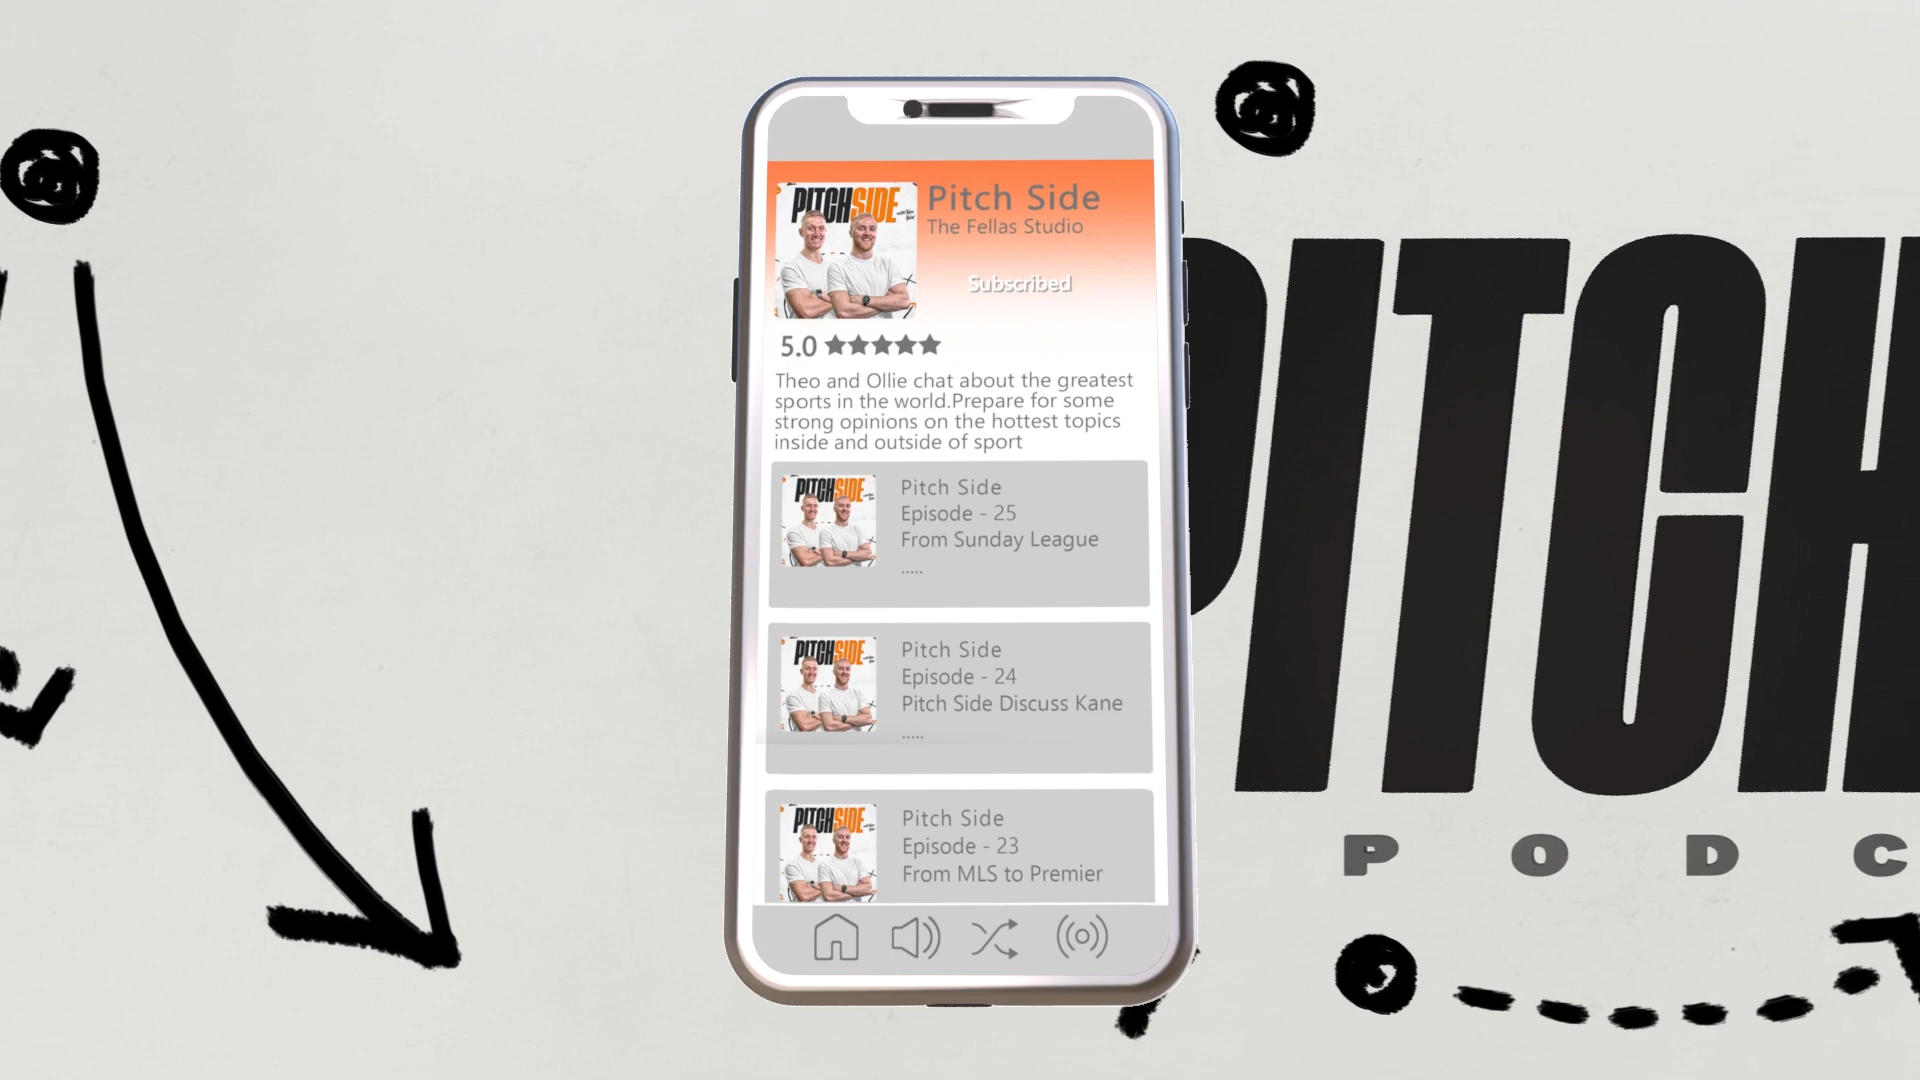 PITCHSIDE
Pitch Side
The Fellas Studio
Subscribed
5.0
Theo and Ollie chat about the greatest
sports in the world.Prepare for some
strong opinions on the hottest topics
inside and outside of sport
PITCHSIDE
Pitch Side
Episode - 25
From Sunday League
.....
PITCHSIDE
Pitch Side
Episode - 24
Pitch Side Discuss Kane
.....
PITCHSIDE
Pitch Side
Episode - 23
From MLS to Premier
PITCH
PODC